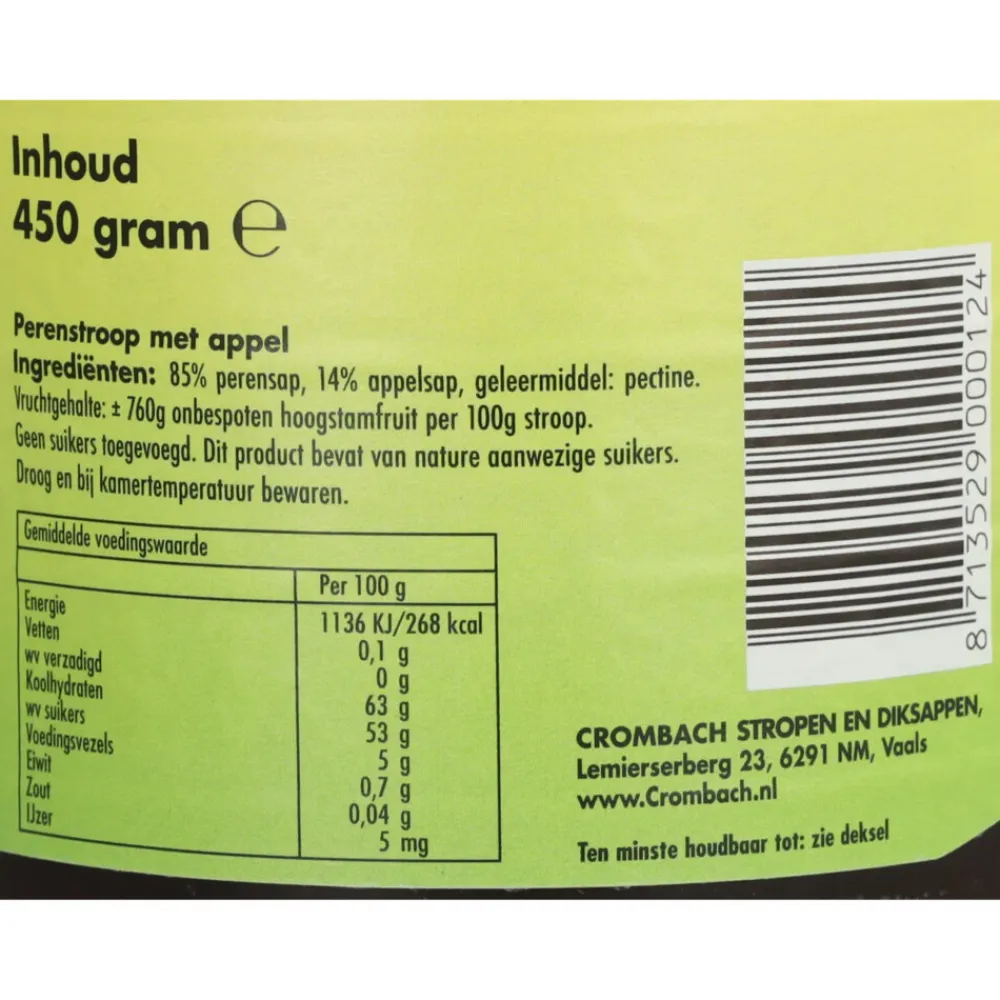 Inhoud
450 gram ℮
Perenstroop met appel
Ingrediënten: 85% perensap, 14% appelsap, geleermiddel: pectine.
Vruchtgehalte: ± 760g onbespoten hoogstamfruit per 100g stroop.
Geen suikers toegevoegd. Dit product bevat van nature aanwezige suikers.
Droog en bij kamertemperatuur bewaren.
Gemiddelde voedingswaarde
Per 100 g
Energie 1136 KJ/268 kcal
Vetten 0,1 g
wv verzadigd 0 g
Koolhydraten 63 g
wv suikers 53 g
Voedingsvezels 5 g
Eiwit 0,7 g
Zout 0,04 g
IJzer 5 mg
8 713529 000124
CROMBACH STROPEN EN DIKSAPPEN,
Lemierserberg 23, 6291 NM, Vaals
www.Crombach.nl
Ten minste houdbaar tot: zie deksel